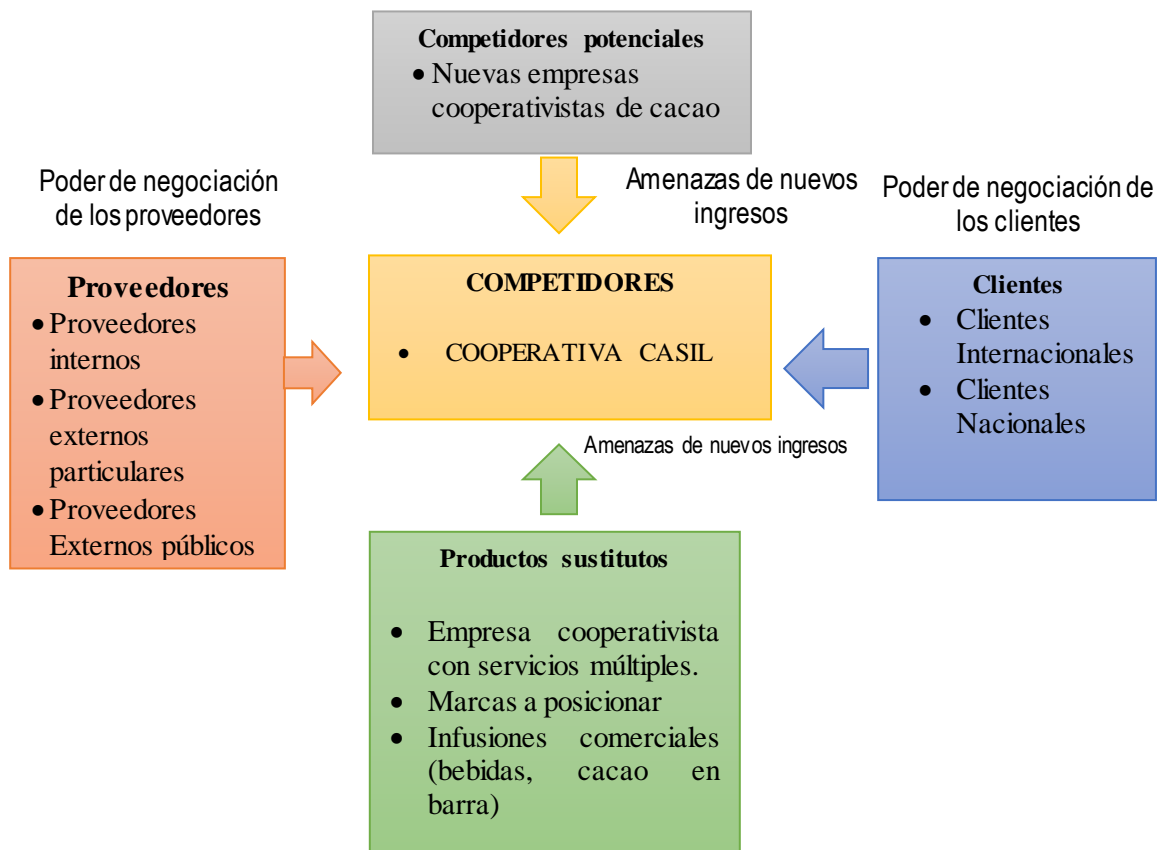 Competidores potenciales
• Nuevas empresas
cooperativistas de cacao
Poder de negociación
de los proveedores
Amenazas de nuevos
ingresos
Poder de negociación de
los clientes
Proveedores
• Proveedores
internos
• Proveedores
externos
particulares
• Proveedores
Externos públicos
COMPETIDORES
• COOPERATIVA CASIL
Clientes
• Clientes
Internacionales
• Clientes
Nacionales
Amenazas de nuevos ingresos
Productos sustitutos
• Empresa cooperativista
con servicios múltiples.
• Marcas a posicionar
• Infusiones comerciales
(bebidas, cacao en
barra)